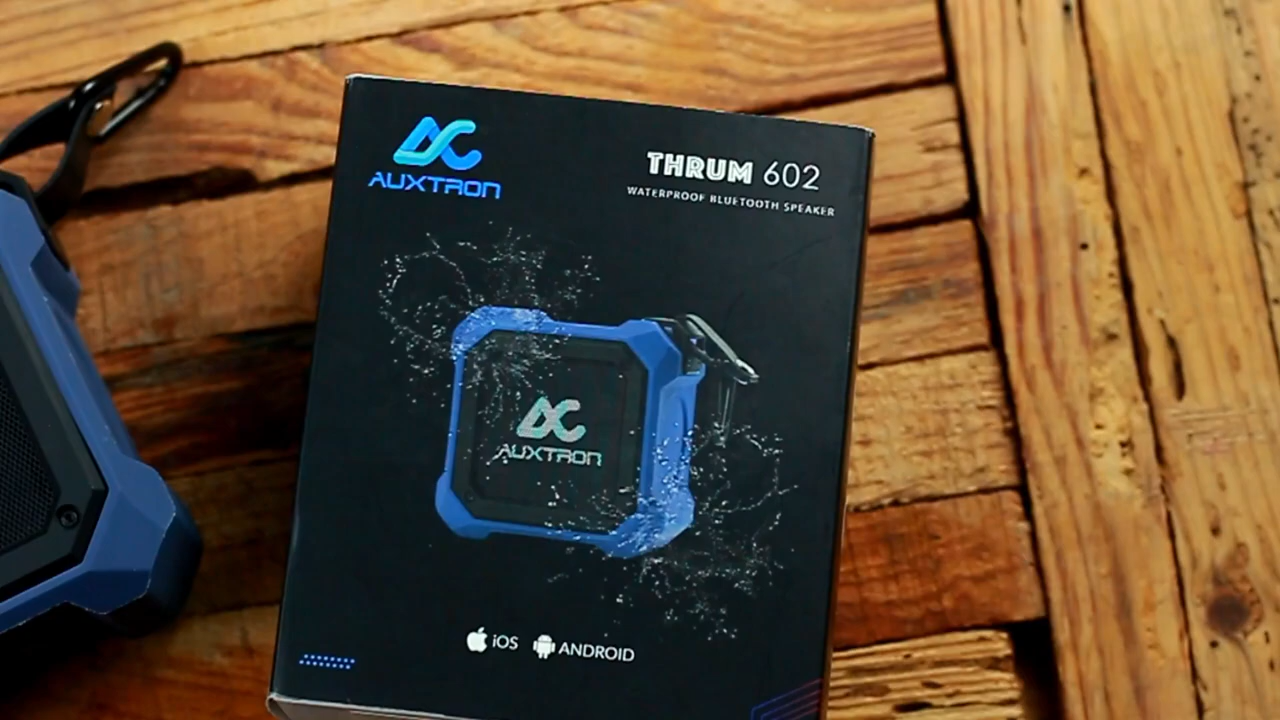 AUXTRON
THRUM 602
WATERPROOF BLUETOOTH SPEAKER
AUXTRON
iOS ANDROID